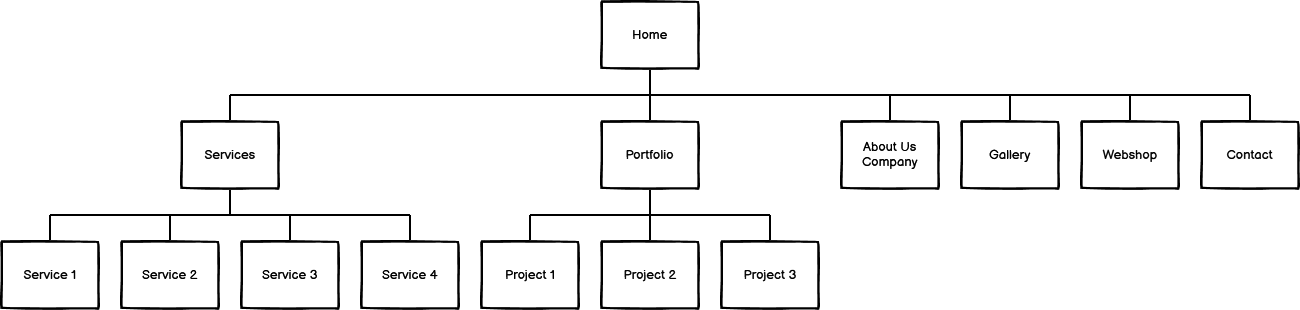 Home
Services
Portfolio
About Us
Company
Gallery
Webshop
Contact
Service 1
Service 2
Service 3
Service 4
Project 1
Project 2
Project 3